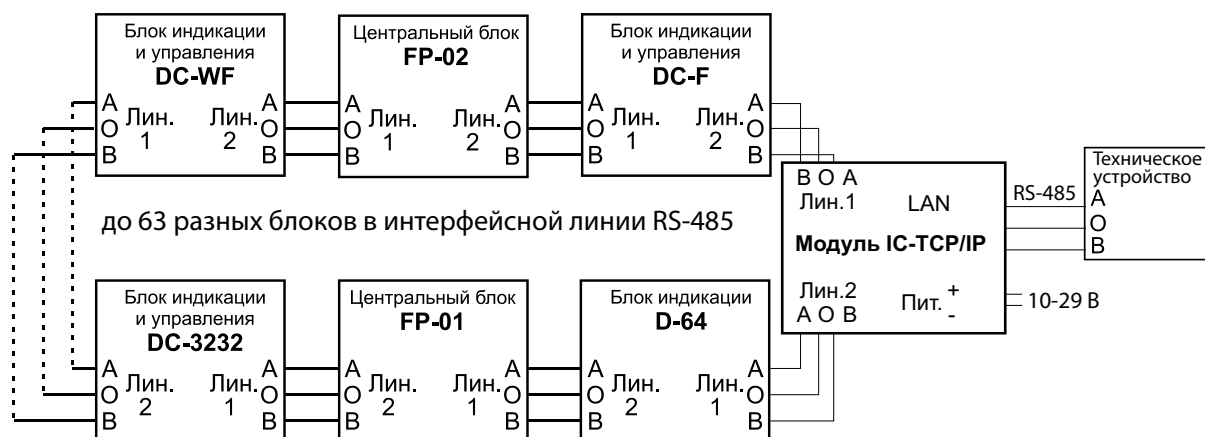 Блок индикации
и управления
DC-WF
A
O
B
Лин.
1
Лин.
2
A
O
B
Центральный блок
FP-02
A
O
B
Лин.
1
Лин.
2
A
O
B
Блок индикации
и управления
DC-F
A
O
B
Лин.
1
Лин.
2
A
O
B
до 63 разных блоков в интерфейсной линии RS-485
B O A
Лин.1
LAN
Модуль IC-TCP/IP
Лин.2
A O B
Пит.
+
-
RS-485
10-29 В
Техническое
устройство
A
O
B
Блок индикации
и управления
DC-3232
A
O
B
Лин.
2
Лин.
1
A
O
B
Центральный блок
FP-01
A
O
B
Лин.
2
Лин.
1
A
O
B
Блок индикации
D-64
A
O
B
Лин.
2
Лин.
1
A
O
B